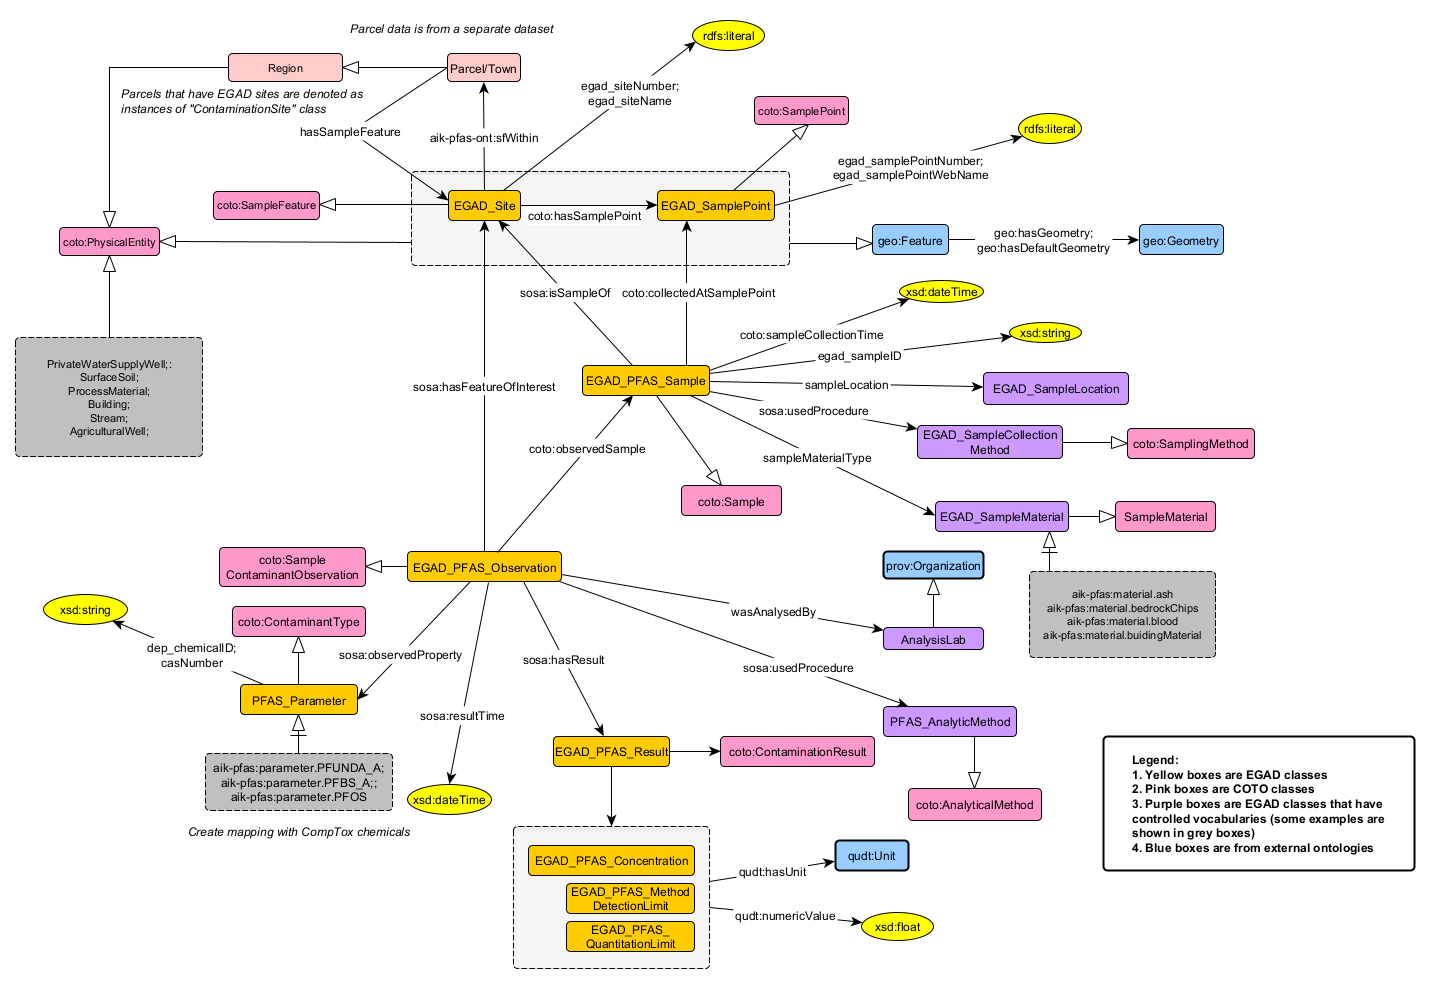 Parcel data is from a separate dataset
rdfs:literal
Region
Parcel/Town
Parcels that have EGAD sites are denoted as
instances of "ContaminationSite" class
egad_siteNumber;
egad_siteName
coto:SamplePoint
hasSampleFeature
aik-pfas-ont:sfWithin
rdfs:literal
egad_samplePointNumber;
egad_samplePointWebName
coto:SampleFeature
EGAD_Site
coto:hasSamplePoint
EGAD_SamplePoint
coto:PhysicalEntity
geo:Feature
geo:hasGeometry;
geo:hasDefaultGeometry
geo:Geometry
sosa:isSampleOf
coto:collectedAtSamplePoint
xsd:dateTime
coto:sampleCollectionTime
xsd:string
egad_sampleID
PrivateWaterSupplyWell;:
SurfaceSoil;
ProcessMaterial;
Building;
Stream;
AgriculturalWell;
sosa:hasFeatureOfInterest
EGAD_PFAS_Sample
sampleLocation
EGAD_SampleLocation
sosa:usedProcedure
EGAD_SampleCollection
Method
coto:SamplingMethod
coto:observedSample
sampleMaterialType
coto:Sample
EGAD_SampleMaterial
SampleMaterial
coto:Sample
ContaminantObservation
EGAD_PFAS_Observation
prov:Organization
aik-pfas:material.ash
aik-pfas:material.bedrockChips
aik-pfas:material.blood
aik-pfas:material.buidingMaterial
xsd:string
coto:ContaminantType
wasAnalysedBy
AnalysisLab
dep_chemicalID;
casNumber
sosa:observedProperty
sosa:hasResult
sosa:usedProcedure
PFAS_Parameter
sosa:resultTime
PFAS_AnalyticMethod
EGAD_PFAS_Result
coto:ContaminationResult
aik-pfas:parameter.PFUNDA_A;
aik-pfas:parameter.PFBS_A;;
aik-pfas:parameter.PFOS
xsd:dateTime
coto:AnalyticalMethod
Create mapping with CompTox chemicals
Legend:
1. Yellow boxes are EGAD classes
2. Pink boxes are COTO classes
3. Purple boxes are EGAD classes that have
controlled vocabularies (some examples are
shown in grey boxes)
4. Blue boxes are from external ontologies
EGAD_PFAS_Concentration
EGAD_PFAS_Method
DetectionLimit
EGAD_PFAS_
QuantitationLimit
qudt:hasUnit
qudt:Unit
qudt:numericValue
xsd:float